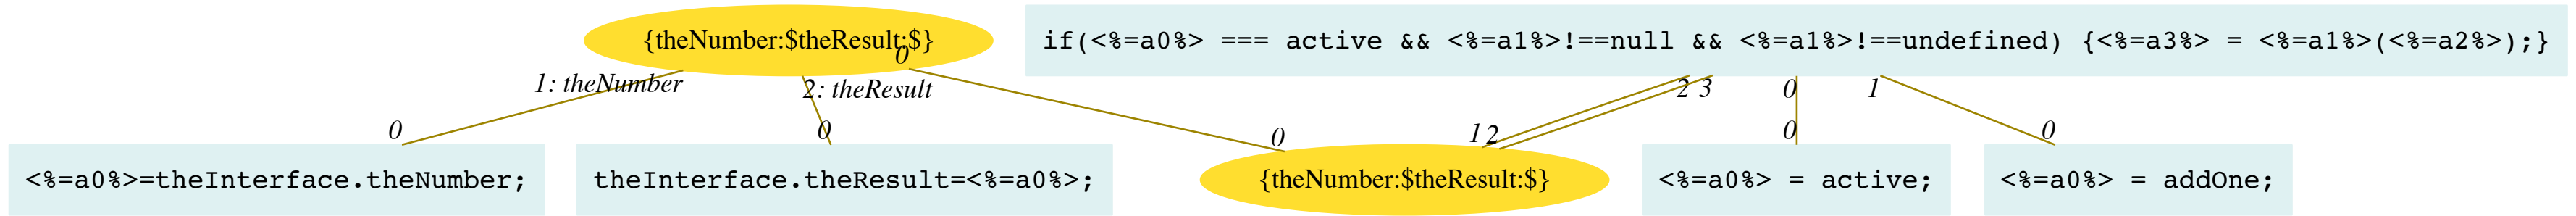 {theNumber:$theResult:$}
if(<%=a0%> === active && <%=a1%>!==null && <%=a1%>!==undefined) {<%=a3%> = <%=a1%>(<%=a2%>);}
0
1: theNumber
2: theResult
2 3
0
1
0
0
0
1 2
0
0
<%=a0%>=theInterface.theNumber;
theInterface.theResult=<%=a0%>;
{theNumber:$theResult:$}
<%=a0%> = active;
<%=a0%> = addOne;